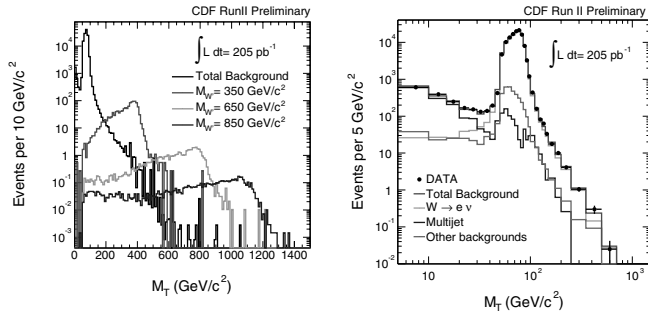 CDF RunII Preliminary
∫L dt= 205 pb⁻¹
Total Background
M_W'= 350 GeV/c²
M_W'= 650 GeV/c²
M_W'= 850 GeV/c²
Events per 10 GeV/c²
10⁴
10³
10²
10
1
10⁻¹
10⁻²
10⁻³
0 200 400 600 800 1000 1200 1400
M_T (GeV/c²)
CDF Run II Preliminary
∫L dt= 205 pb⁻¹
Events per 5 GeV/c²
10⁴
10³
10²
10
1
10⁻¹
10⁻²
DATA
Total Background
W → e ν
Multijet
Other backgrounds
10 10² 10³
M_T (GeV/c²)